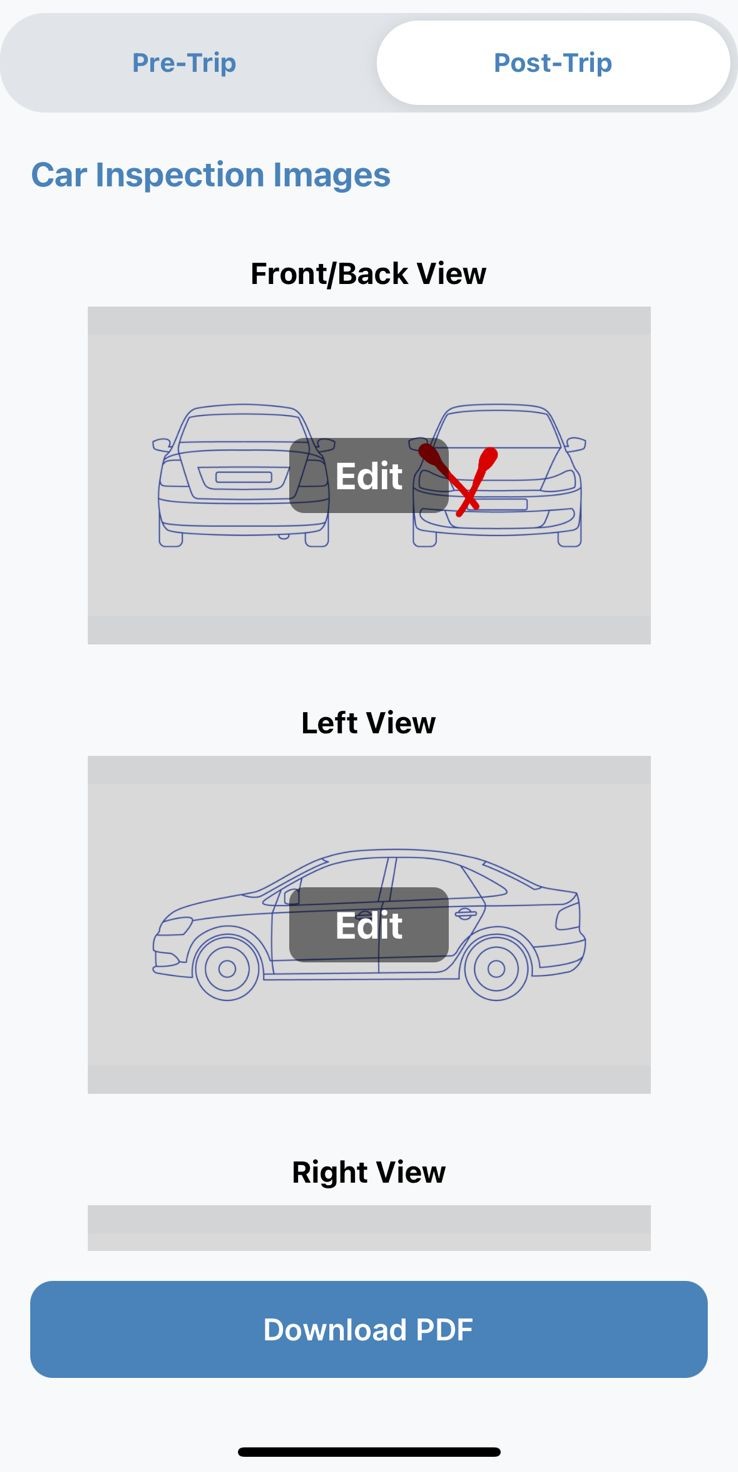 Pre-Trip
Post-Trip
Car Inspection Images
Front/Back View
Edit
Left View
Edit
Right View
Download PDF